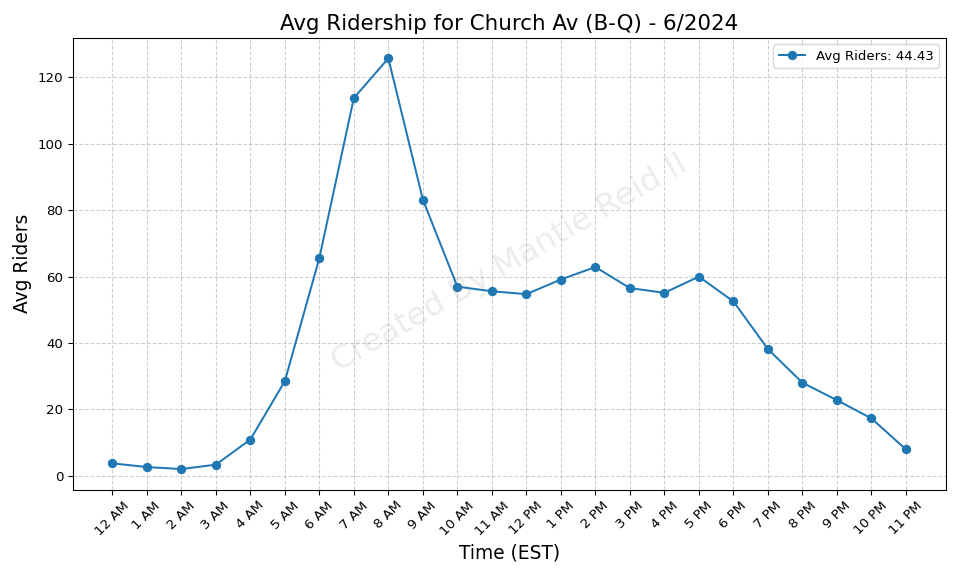 Avg Ridership for Church Av (B-Q) - 6/2024
Avg Riders: 44.43
120
100
80
60
40
20
0
Avg Riders
Created By Mantle Reid II
12 AM
1 AM
2 AM
3 AM
4 AM
5 AM
6 AM
7 AM
8 AM
9 AM
10 AM
11 AM
12 PM
1 PM
2 PM
3 PM
4 PM
5 PM
6 PM
7 PM
8 PM
9 PM
10 PM
11 PM
Time (EST)